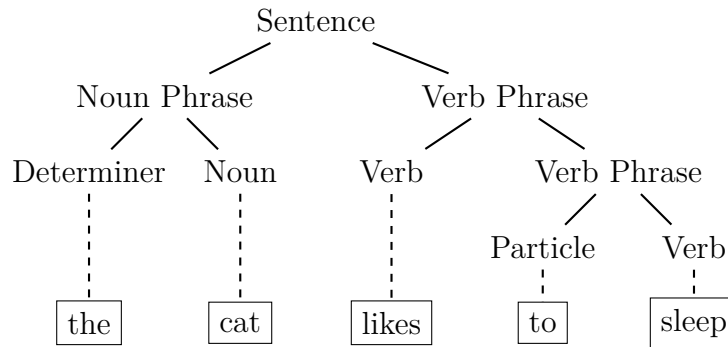 Sentence
Noun Phrase Verb Phrase
Determiner Noun Verb Verb Phrase
Particle Verb
the cat likes to sleep